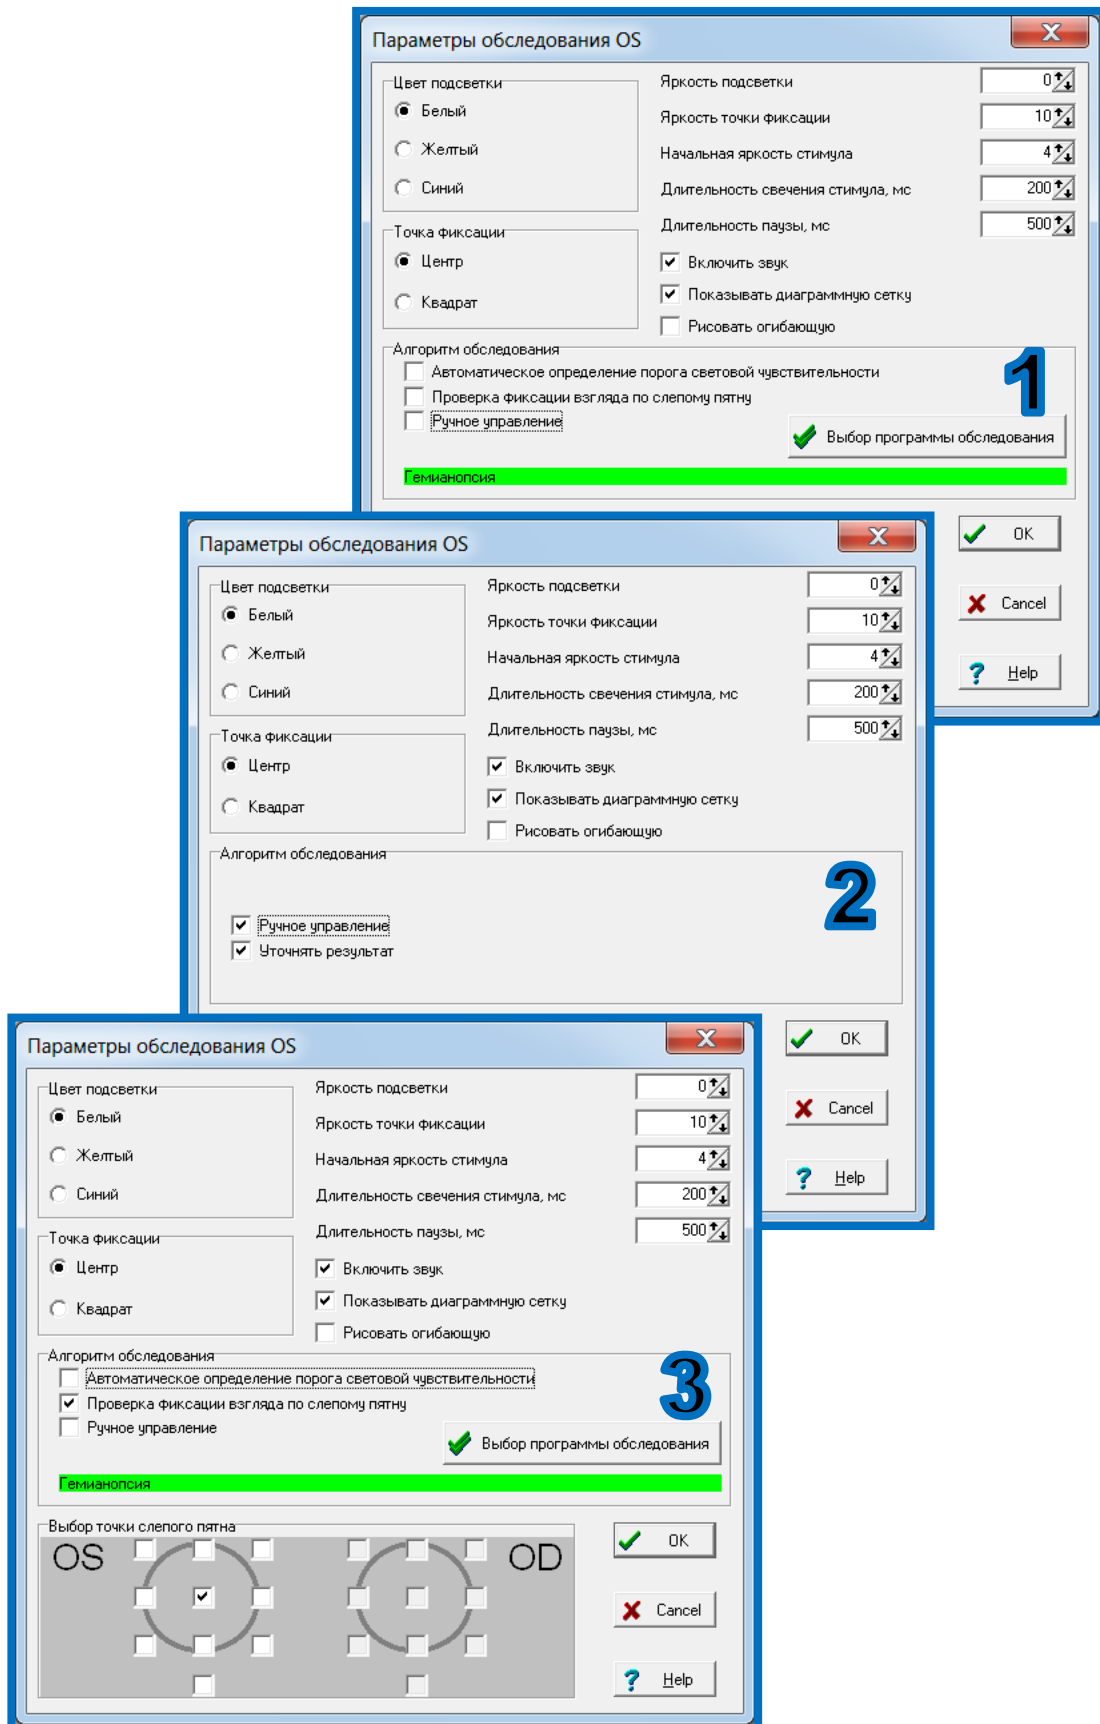 Параметры обследования OS
Цвет подсветки
Белый
Желтый
Синий
Точка фиксации
Центр
Квадрат
Яркость подсветки 0
Яркость точки фиксации 10
Начальная яркость стимула 4
Длительность свечения стимула, мс 200
Длительность паузы, мс 500
Включить звук
Показывать диаграммную сетку
Рисовать огибающую
Алгоритм обследования
1
Автоматическое определение порога световой чувствительности
Проверка фиксации взгляда по слепому пятну
Ручное управление
Выбор программы обследования
Гемианопсия
OK
Cancel
Help
Параметры обследования OS
Цвет подсветки
Белый
Желтый
Синий
Точка фиксации
Центр
Квадрат
Яркость подсветки 0
Яркость точки фиксации 10
Начальная яркость стимула 4
Длительность свечения стимула, мс 200
Длительность паузы, мс 500
Включить звук
Показывать диаграммную сетку
Рисовать огибающую
Алгоритм обследования
2
Ручное управление
Уточнять результат
OK
Cancel
Help
Параметры обследования OS
Цвет подсветки
Белый
Желтый
Синий
Точка фиксации
Центр
Квадрат
Яркость подсветки 0
Яркость точки фиксации 10
Начальная яркость стимула 4
Длительность свечения стимула, мс 200
Длительность паузы, мс 500
Включить звук
Показывать диаграммную сетку
Рисовать огибающую
Алгоритм обследования
3
Автоматическое определение порога световой чувствительности
Проверка фиксации взгляда по слепому пятну
Ручное управление
Выбор программы обследования
Гемианопсия
Выбор точки слепого пятна
OS
OD
OK
Cancel
Help